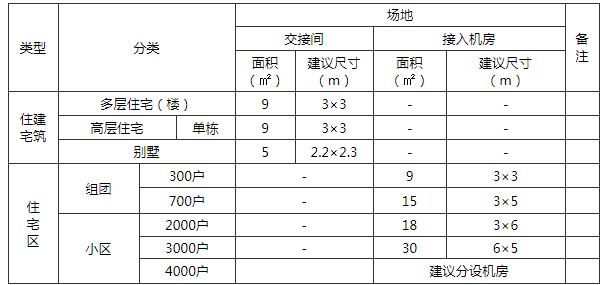 类型 分类 场地 备注
交接间 接入机房
面积（㎡） 建议尺寸（m） 面积（㎡） 建议尺寸（m）
住宅建筑 多层住宅（楼） 9 3×3 - -
高层住宅 单栋 9 3×3 - -
别墅 5 2.2×2.3 - -
住宅区 组团 300户 - 9 3×3
700户 - 15 3×5
小区 2000户 - 18 3×6
3000户 - 30 6×5
4000户 建议分设机房